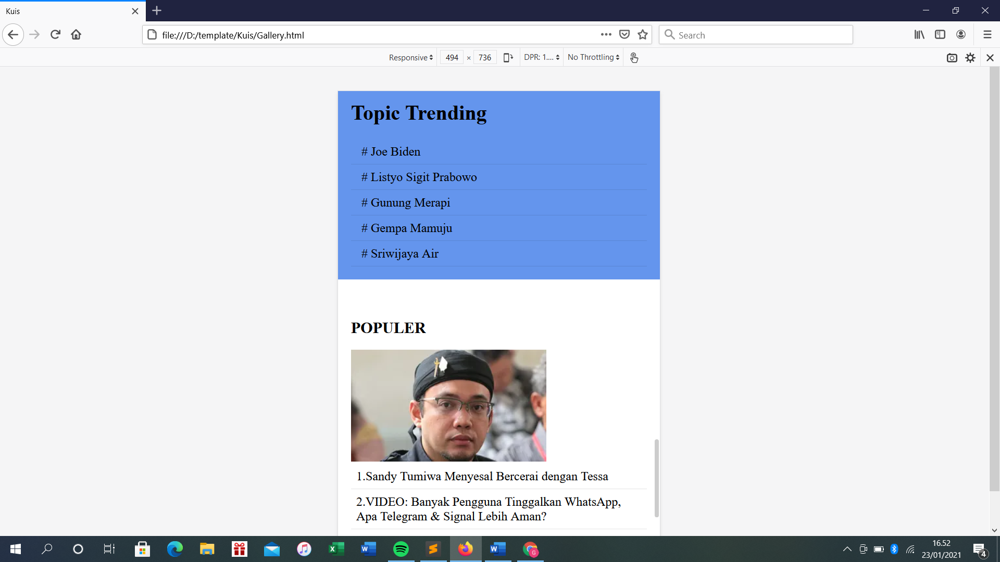 Kuis
file:///D:/template/Kuis/Gallery.html
Search
Responsive 494 × 736 DPR: 1.... No Throttling
Topic Trending
# Joe Biden
# Listyo Sigit Prabowo
# Gunung Merapi
# Gempa Mamuju
# Sriwijaya Air
POPULER
1.Sandy Tumiwa Menyesal Bercerai dengan Tessa
2.VIDEO: Banyak Pengguna Tinggalkan WhatsApp,
Apa Telegram & Signal Lebih Aman?
16.52
23/01/2021
4